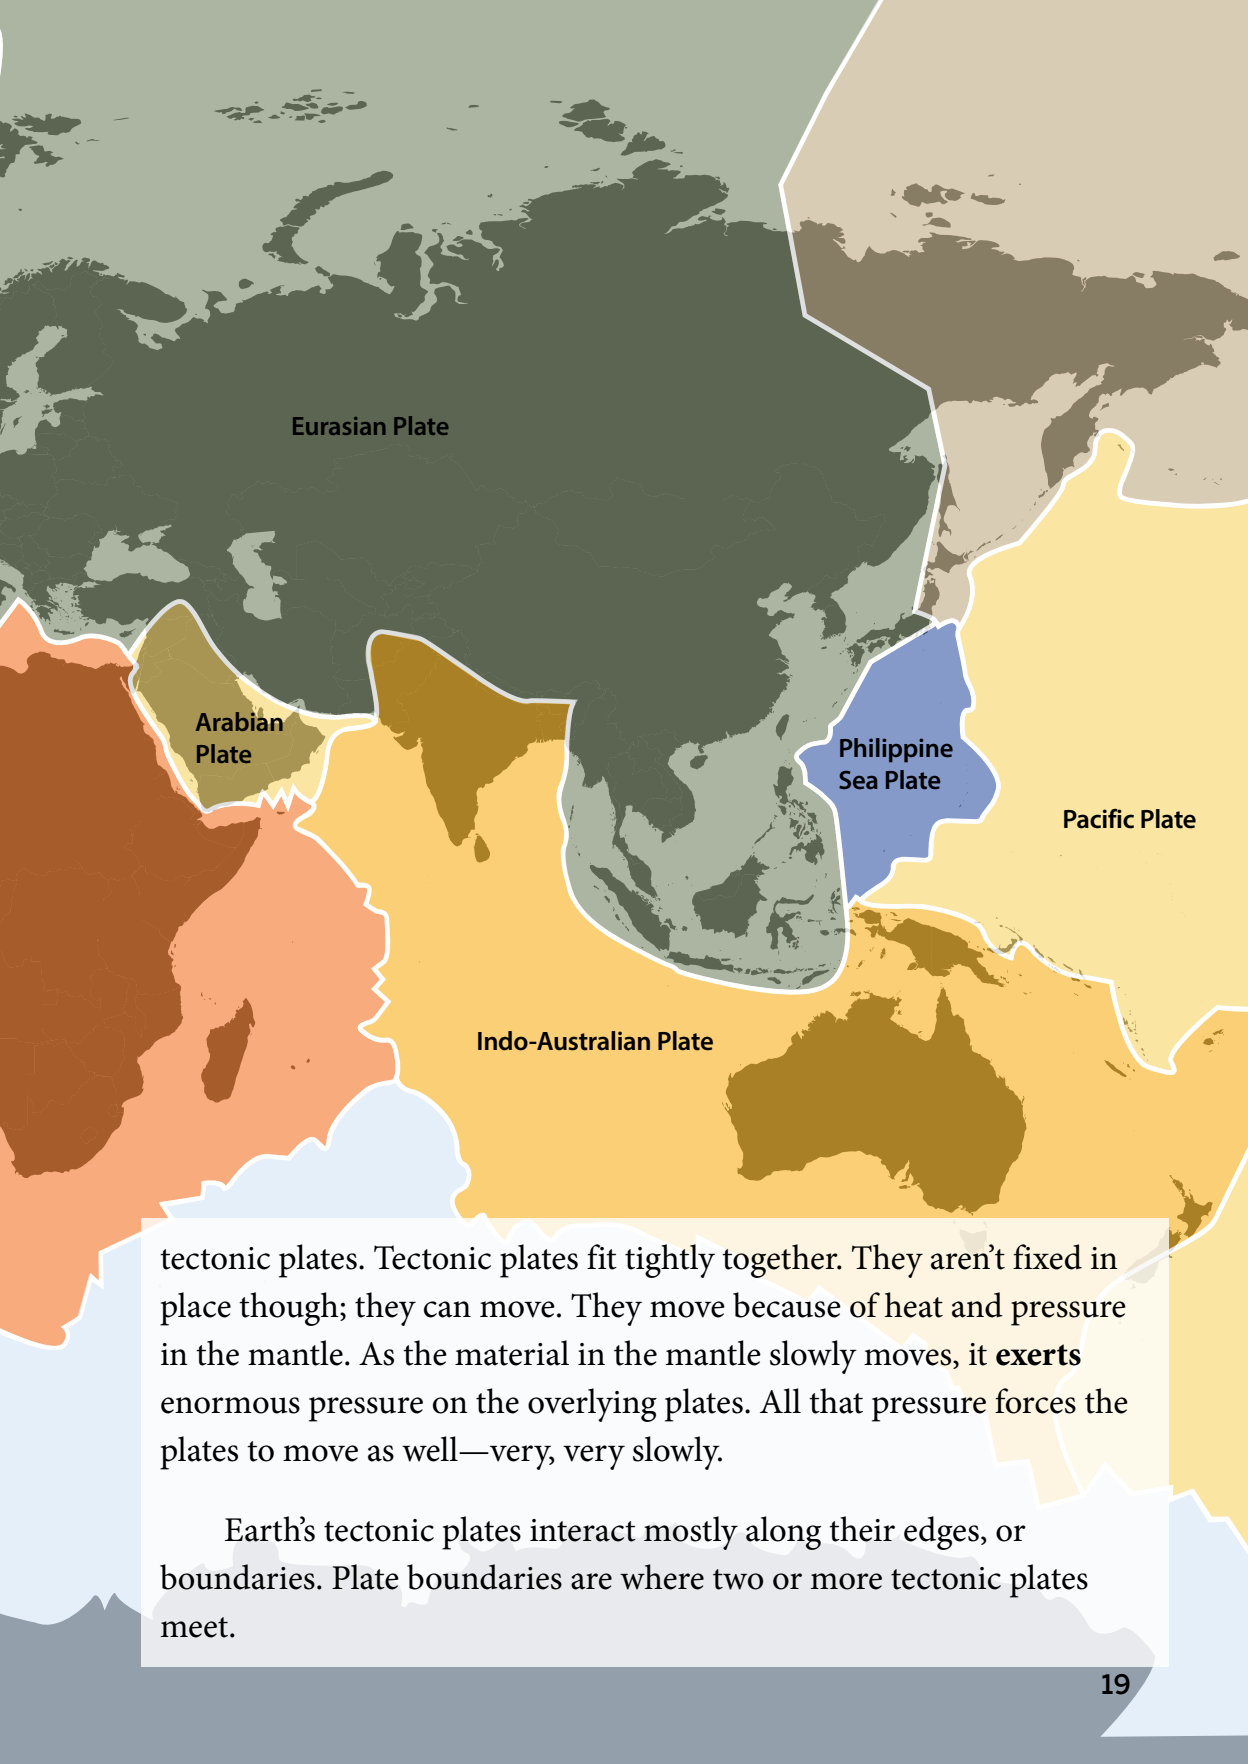 Eurasian Plate
Arabian
Plate
Philippine
Sea Plate
Pacific Plate
Indo-Australian Plate
tectonic plates. Tectonic plates fit tightly together. They aren’t fixed in
place though; they can move. They move because of heat and pressure
in the mantle. As the material in the mantle slowly moves, it exerts
enormous pressure on the overlying plates. All that pressure forces the
plates to move as well—very, very slowly.
Earth’s tectonic plates interact mostly along their edges, or
boundaries. Plate boundaries are where two or more tectonic plates
meet.
19